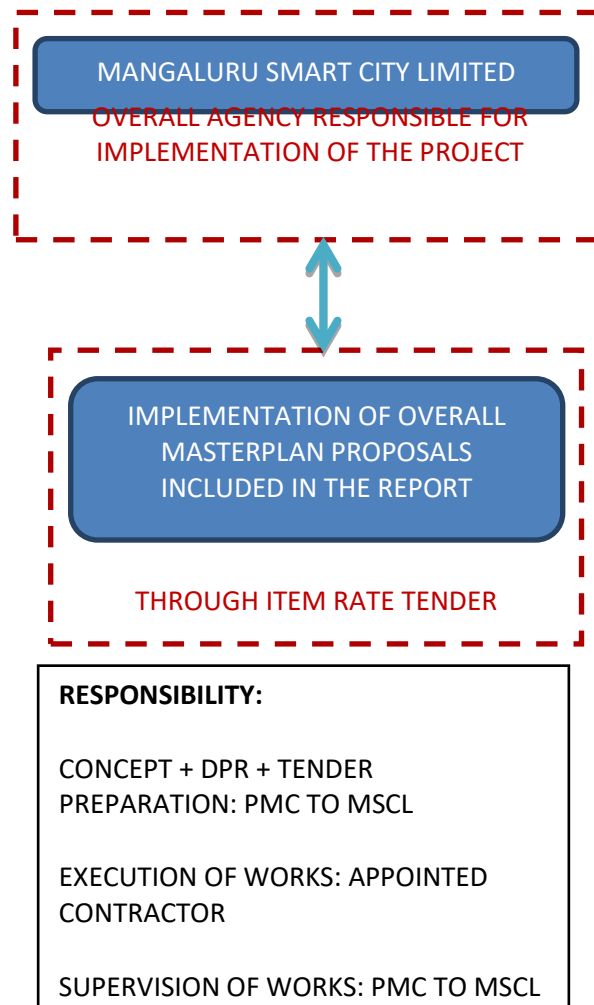 MANGALURU SMART CITY LIMITED
OVERALL AGENCY RESPONSIBLE FOR
IMPLEMENTATION OF THE PROJECT
IMPLEMENTATION OF OVERALL
MASTERPLAN PROPOSALS
INCLUDED IN THE REPORT
THROUGH ITEM RATE TENDER
RESPONSIBILITY:
CONCEPT + DPR + TENDER
PREPARATION: PMC TO MSCL
EXECUTION OF WORKS: APPOINTED
CONTRACTOR
SUPERVISION OF WORKS: PMC TO MSCL